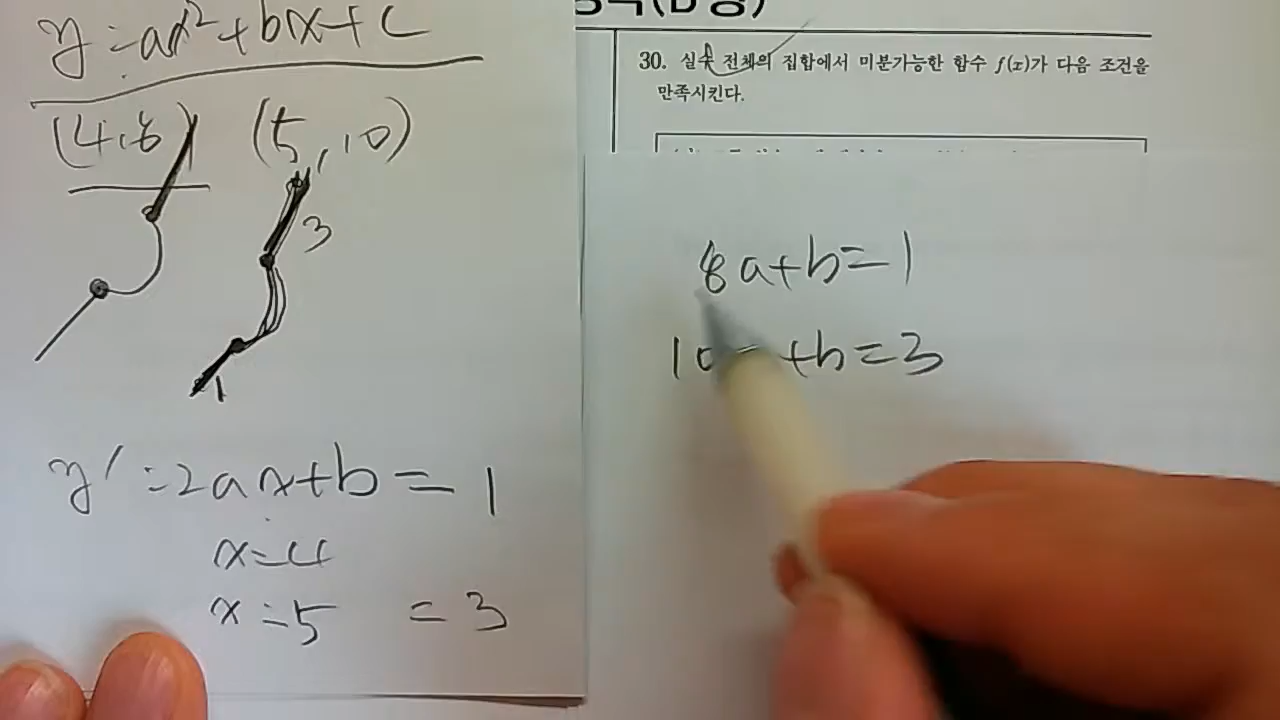 y=ax²+bx+c
(4,8) (5,10)
3
1
y'=2ax+b=1
x=4
x=5 =3
30. 실수 전체의 집합에서 미분가능한 함수 f(x)가 다음 조건을
만족시킨다.
8a+b=1
10 +b=3